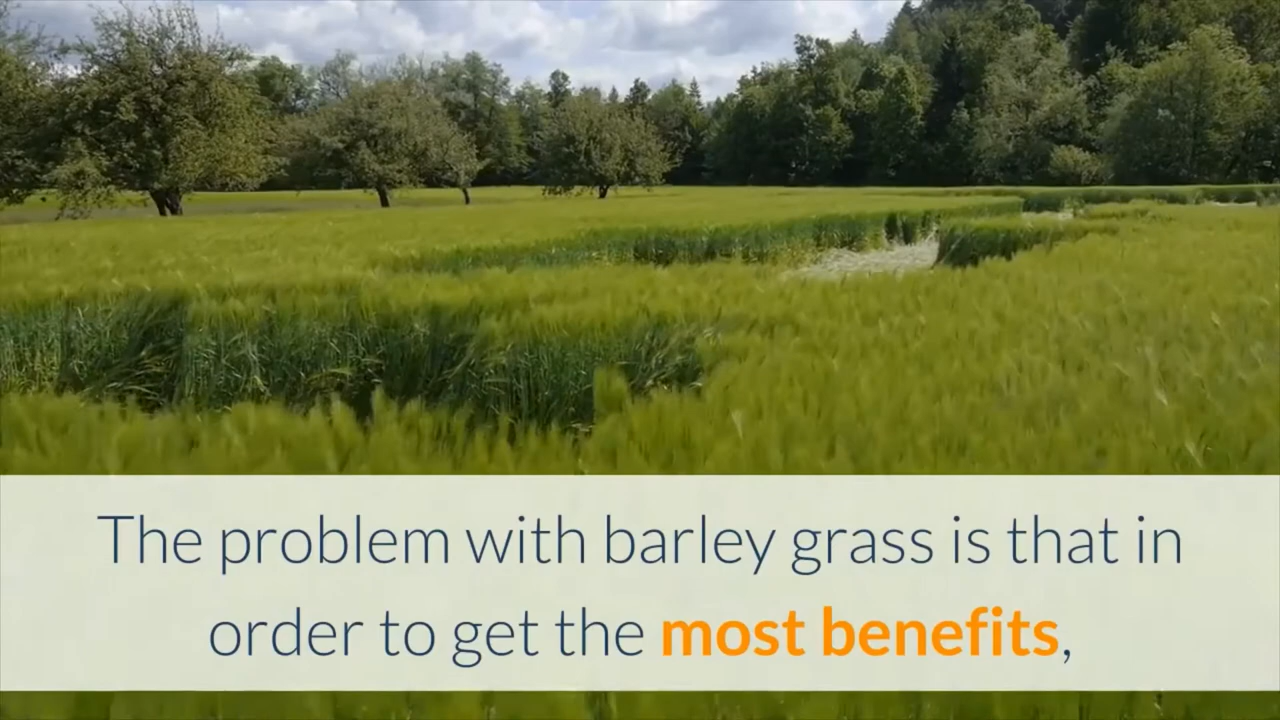 The problem with barley grass is that in
order to get the most benefits,